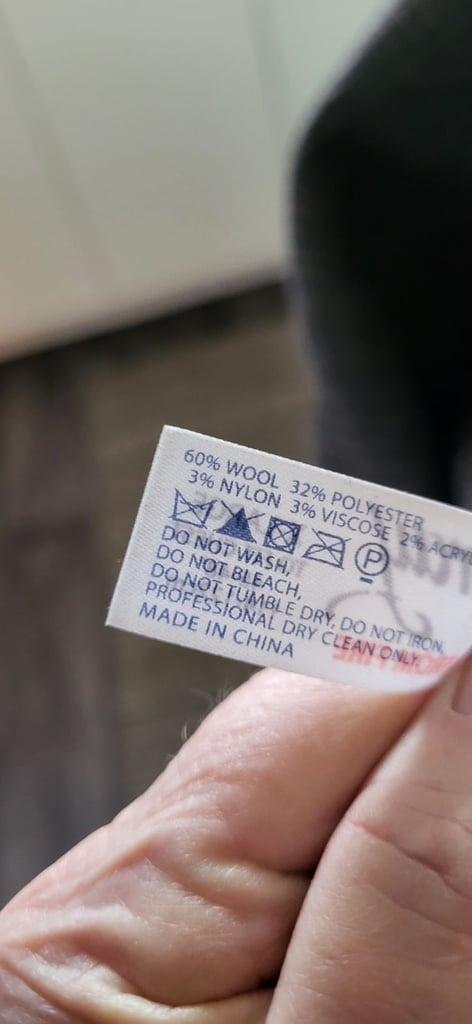 60% WOOL 32% POLYESTER
3% NYLON 3% VISCOSE 2% ACRYL
P
DO NOT WASH,
DO NOT BLEACH,
DO NOT TUMBLE DRY, DO NOT IRON,
PROFESSIONAL DRY CLEAN ONLY.
MADE IN CHINA